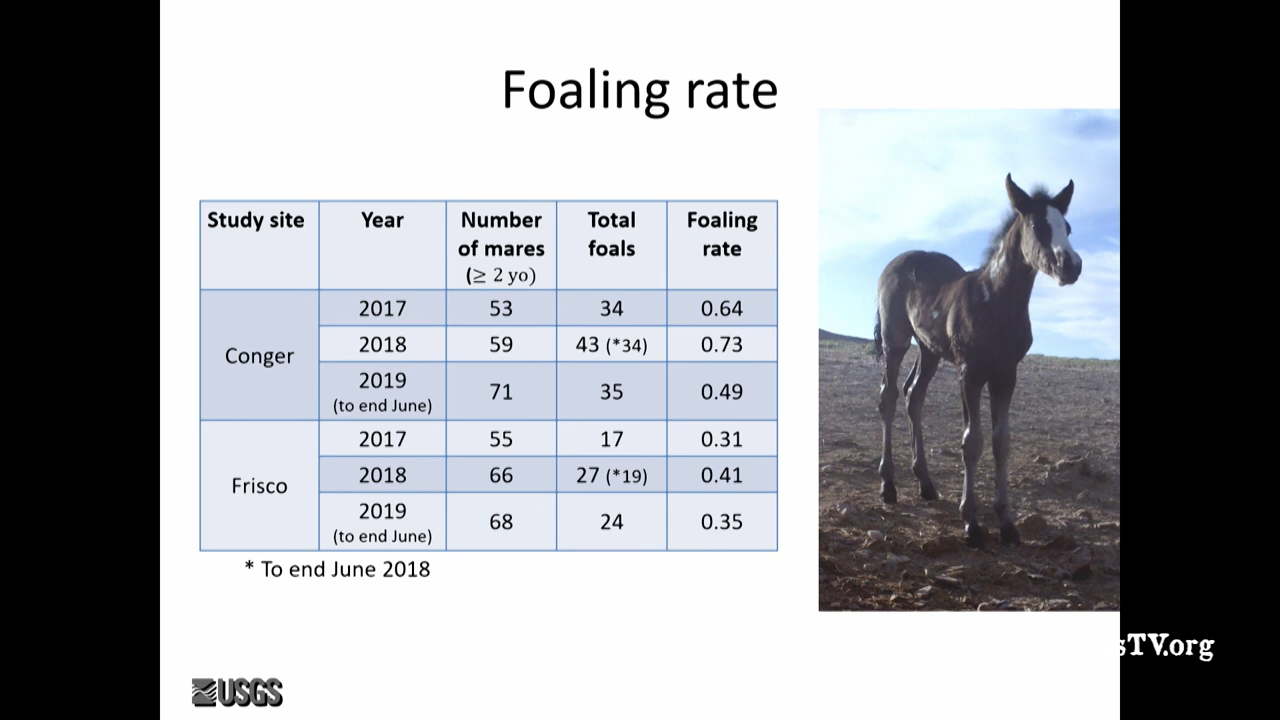 Foaling rate
Study site Year Number of mares (≥ 2 yo) Total foals Foaling rate
Conger
2017 53 34 0.64
2018 59 43 (*34) 0.73
2019 (to end June) 71 35 0.49
Frisco
2017 55 17 0.31
2018 66 27 (*19) 0.41
2019 (to end June) 68 24 0.35
* To end June 2018
USGS
sTV.org